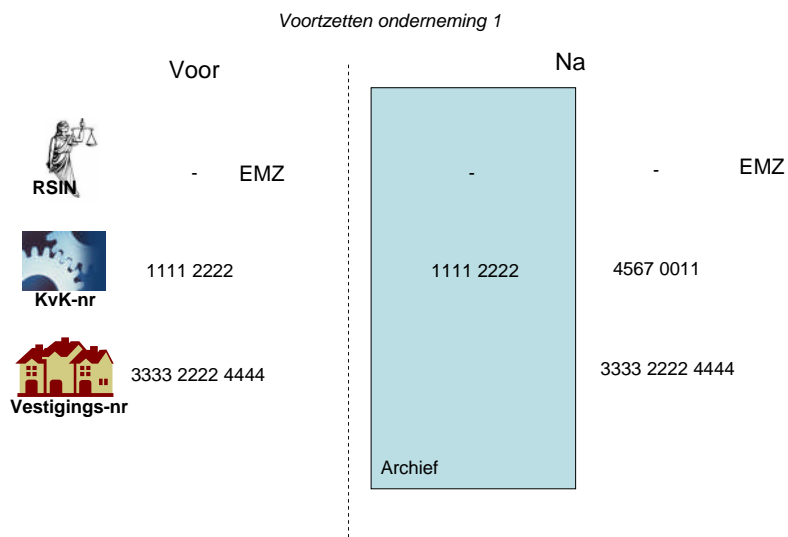 Voortzetten onderneming 1
Voor
Na
RSIN
-
EMZ
-
-
EMZ
KvK-nr
1111 2222
1111 2222
4567 0011
Vestigings-nr
3333 2222 4444
3333 2222 4444
Archief